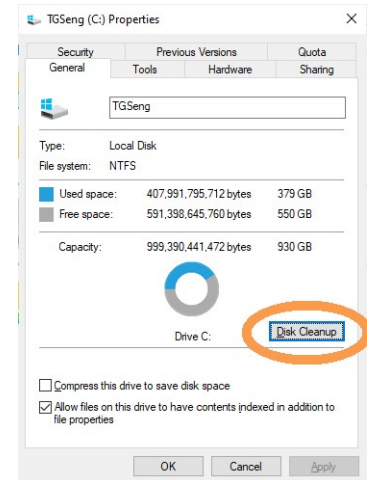 TGSeng (C:) Properties
Security Previous Versions Quota
General Tools Hardware Sharing
TGSeng
Type: Local Disk
File system: NTFS
Used space: 407,991,795,712 bytes 379 GB
Free space: 591,398,645,760 bytes 550 GB
Capacity: 999,390,441,472 bytes 930 GB
Drive C: Disk Cleanup
Compress this drive to save disk space
Allow files on this drive to have contents indexed in addition to
file properties
OK Cancel Apply